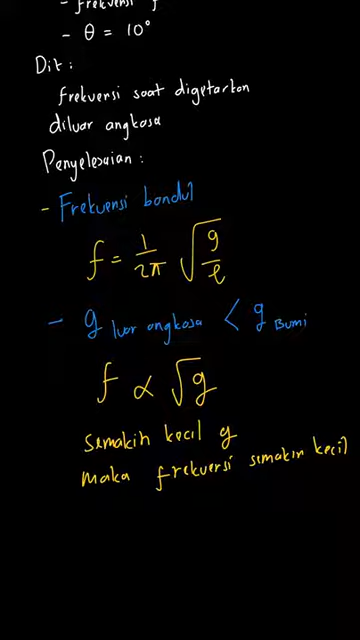 - frekuensi f
- θ = 10°
Dit :
frekuensi saat digetarkan
diluar angkasa
Penyelesaian :
- Frekuensi bandul
f = 1/2π √g/ℓ
- g luar angkasa < g Bumi
f ∝ √g
Semakin kecil g
maka frekuensi semakin kecil